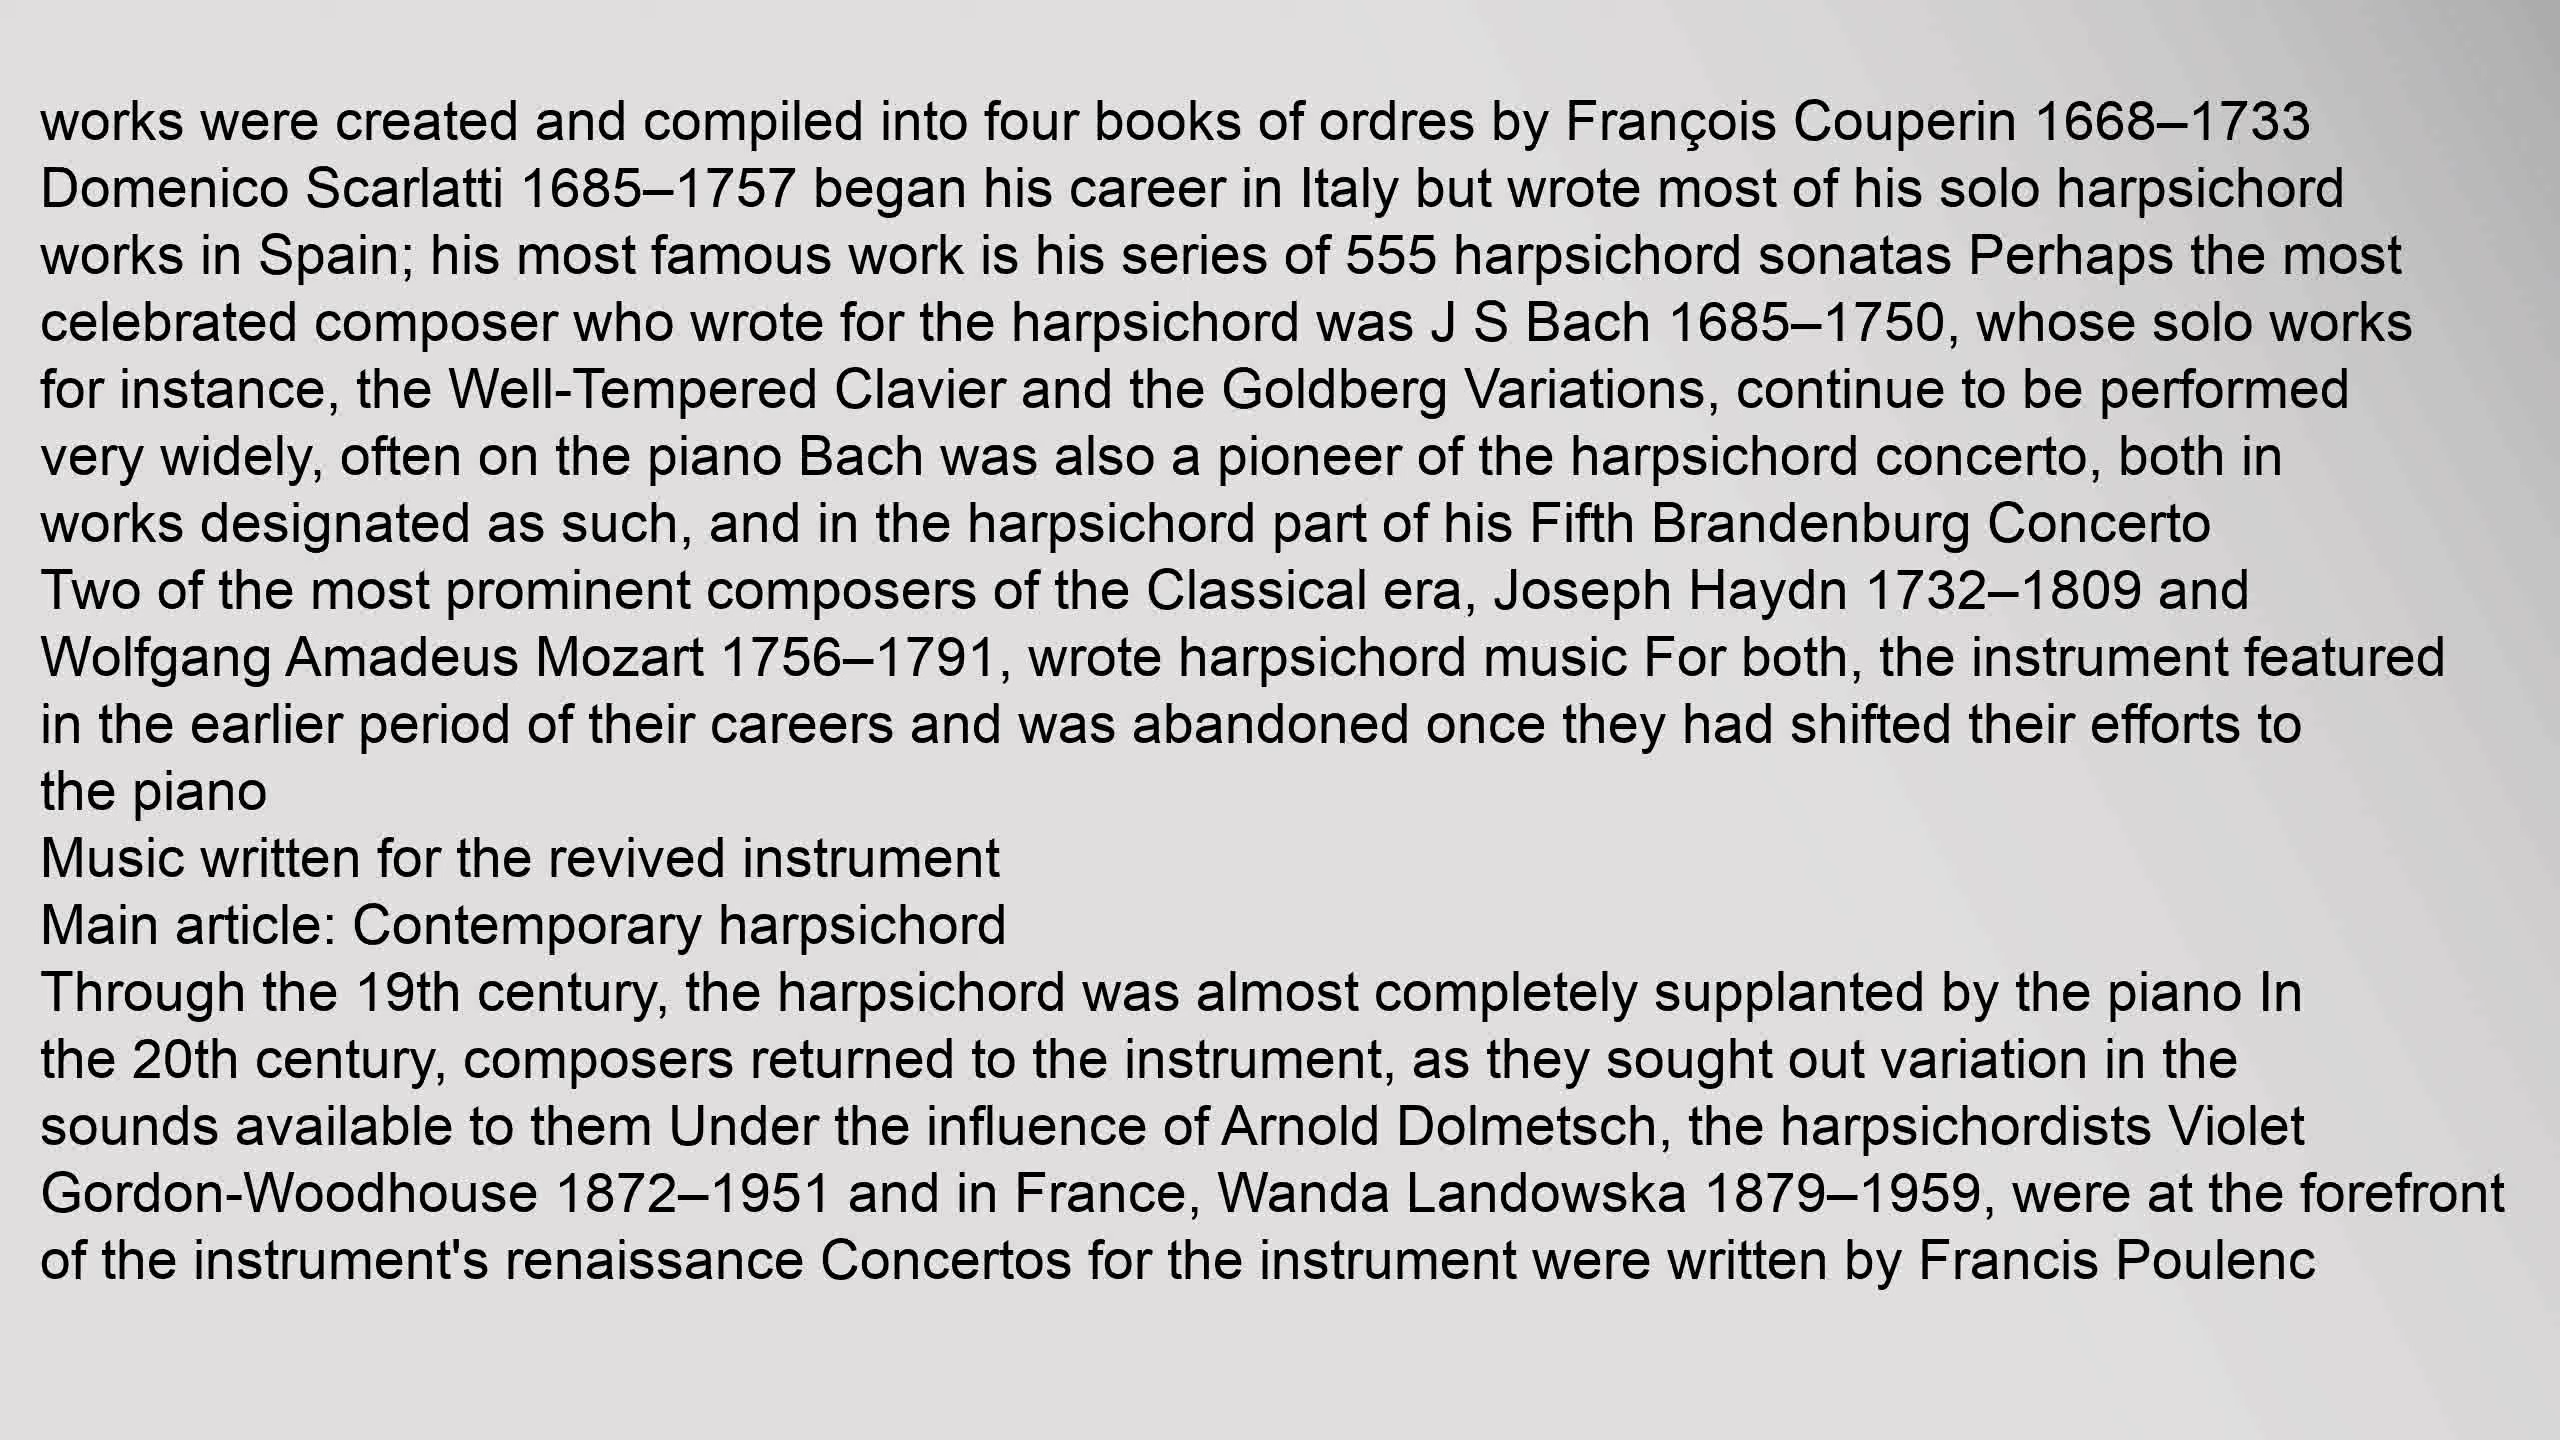 works were created and compiled into four books of ordres by François Couperin 1668–1733
Domenico Scarlatti 1685–1757 began his career in Italy but wrote most of his solo harpsichord
works in Spain; his most famous work is his series of 555 harpsichord sonatas Perhaps the most
celebrated composer who wrote for the harpsichord was J S Bach 1685–1750, whose solo works
for instance, the Well-Tempered Clavier and the Goldberg Variations, continue to be performed
very widely, often on the piano Bach was also a pioneer of the harpsichord concerto, both in
works designated as such, and in the harpsichord part of his Fifth Brandenburg Concerto
Two of the most prominent composers of the Classical era, Joseph Haydn 1732–1809 and
Wolfgang Amadeus Mozart 1756–1791, wrote harpsichord music For both, the instrument featured
in the earlier period of their careers and was abandoned once they had shifted their efforts to
the piano
Music written for the revived instrument
Main article: Contemporary harpsichord
Through the 19th century, the harpsichord was almost completely supplanted by the piano In
the 20th century, composers returned to the instrument, as they sought out variation in the
sounds available to them Under the influence of Arnold Dolmetsch, the harpsichordists Violet
Gordon-Woodhouse 1872–1951 and in France, Wanda Landowska 1879–1959, were at the forefront
of the instrument's renaissance Concertos for the instrument were written by Francis Poulenc